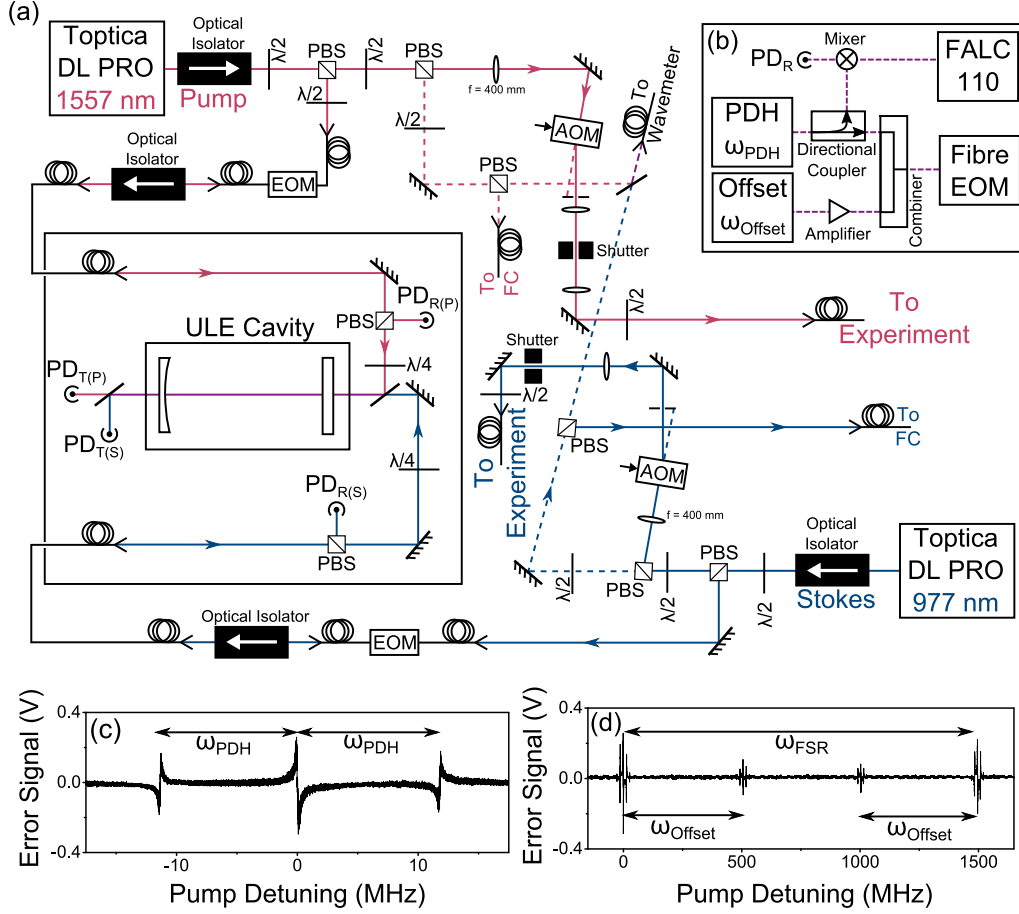 (a)
Toptica
DL PRO
1557 nm
Optical
Isolator
Pump
λ/2
PBS
λ/2
λ/2
PBS
λ/2
f = 400 mm
AOM
To
Wavemeter
PBS
To
FC
Shutter
λ/2
To
Experiment
Optical
Isolator
EOM
(b)
PD_R
Mixer
FALC
110
PDH
ω_PDH
Directional
Coupler
Offset
ω_Offset
Amplifier
Combiner
Fibre
EOM
ULE Cavity
PD_R(P)
PBS
λ/4
PD_T(P)
PD_T(S)
λ/4
PD_R(S)
PBS
Shutter
λ/2
To
Experiment
PBS
To
FC
AOM
f = 400 mm
λ/2
PBS
λ/2
PBS
λ/2
Optical
Isolator
Stokes
Toptica
DL PRO
977 nm
Optical Isolator
EOM
(c)
Error Signal (V)
0.4
0.0
-0.4
ω_PDH
ω_PDH
-10
0
10
Pump Detuning (MHz)
(d)
Error Signal (V)
0.4
0.0
-0.4
ω_FSR
ω_Offset
ω_Offset
0
500
1000
1500
Pump Detuning (MHz)